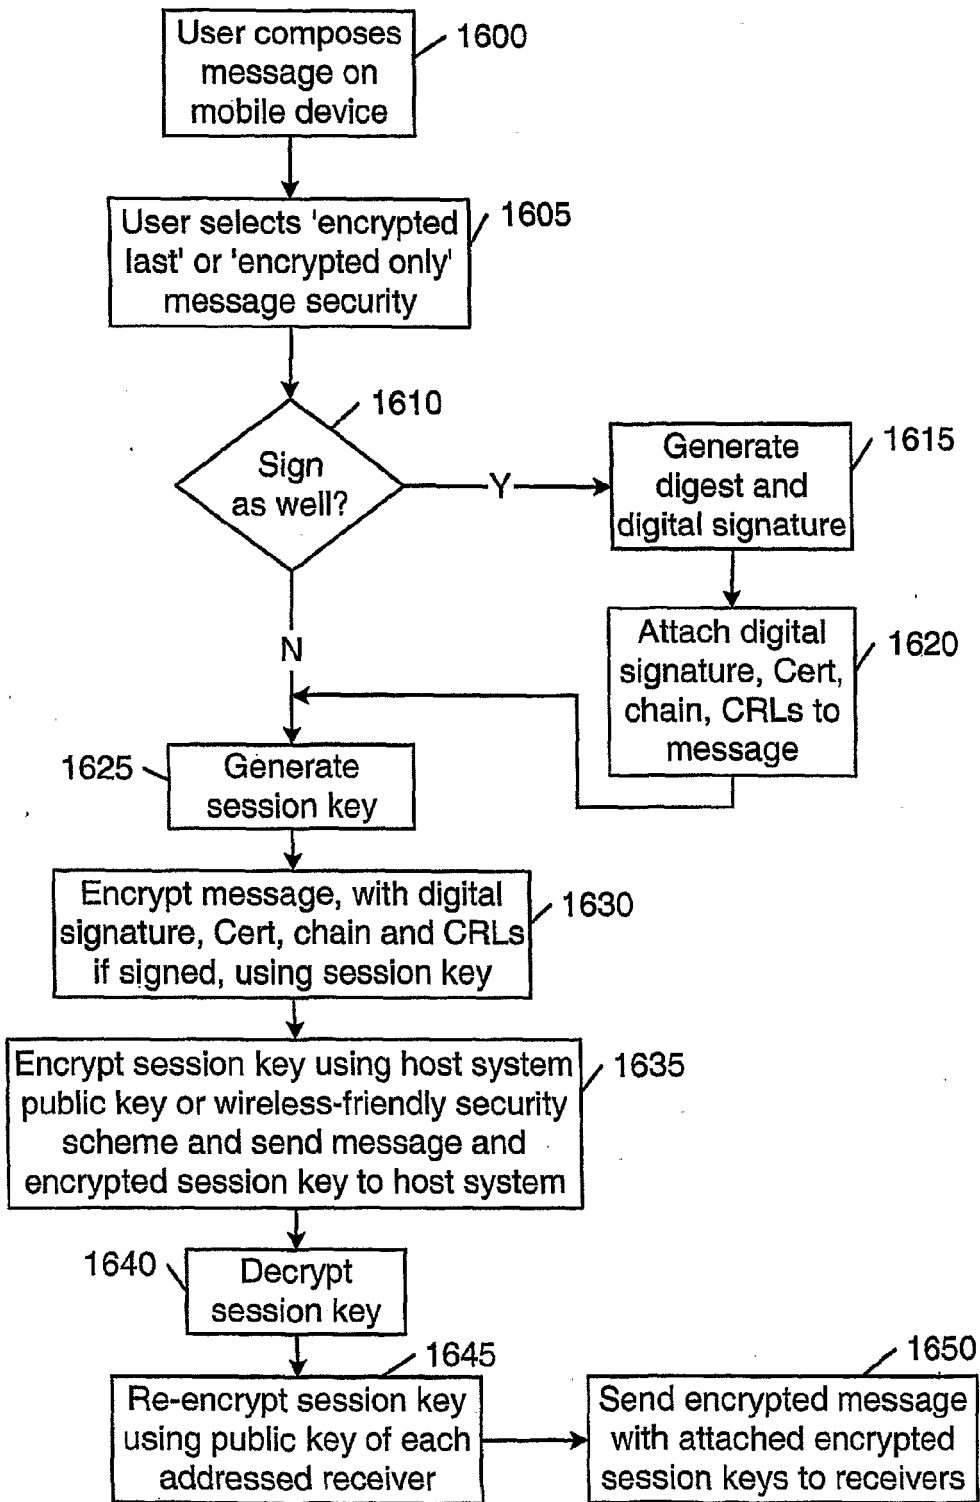 User composes
message on
mobile device
1600
User selects 'encrypted
last' or 'encrypted only'
message security
1605
1610
Sign
as well?
Y
1615
Generate
digest and
digital signature
N
Attach digital
signature, Cert,
chain, CRLs to
message
1620
1625
Generate
session key
Encrypt message, with digital
signature, Cert, chain and CRLs
if signed, using session key
1630
Encrypt session key using host system
public key or wireless-friendly security
scheme and send message and
encrypted session key to host system
1635
1640
Decrypt
session key
1645
Re-encrypt session key
using public key of each
addressed receiver
1650
Send encrypted message
with attached encrypted
session keys to receivers